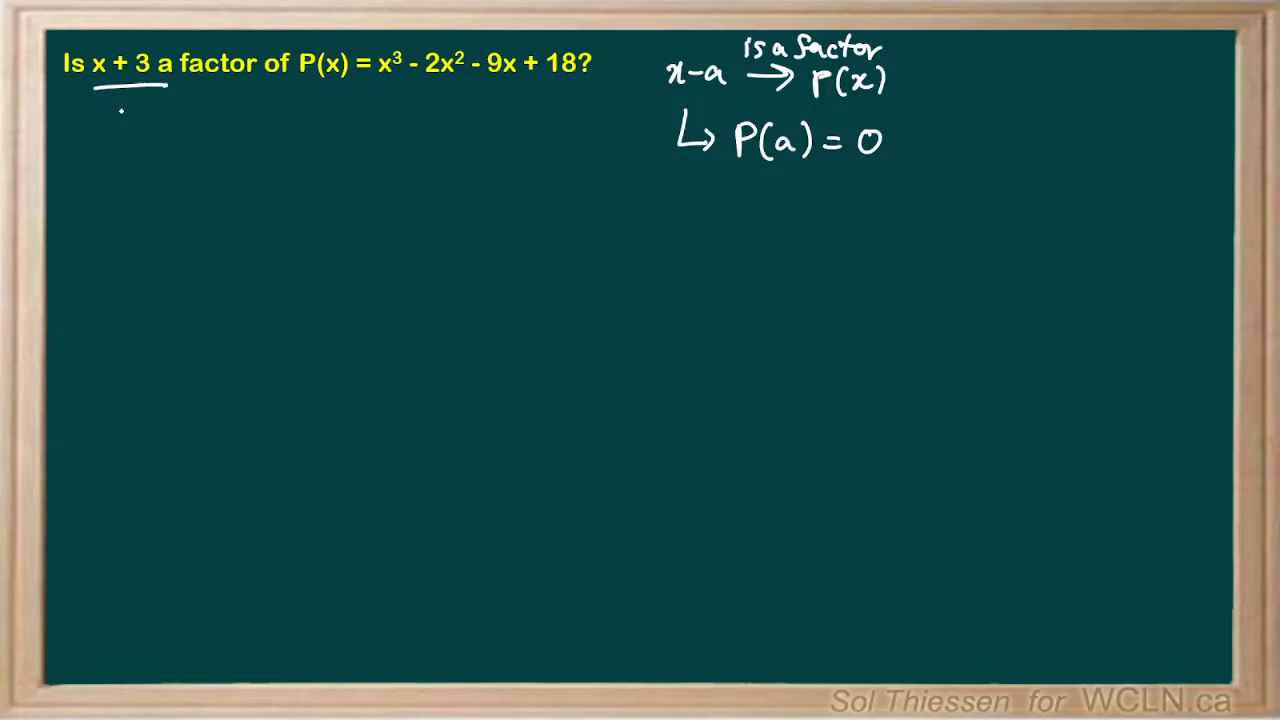 Is x + 3 a factor of P(x) = x³ - 2x² - 9x + 18?
is a factor
x-a → P(x)
↳ P(a) = 0
Sol Thiessen for WCLN.ca